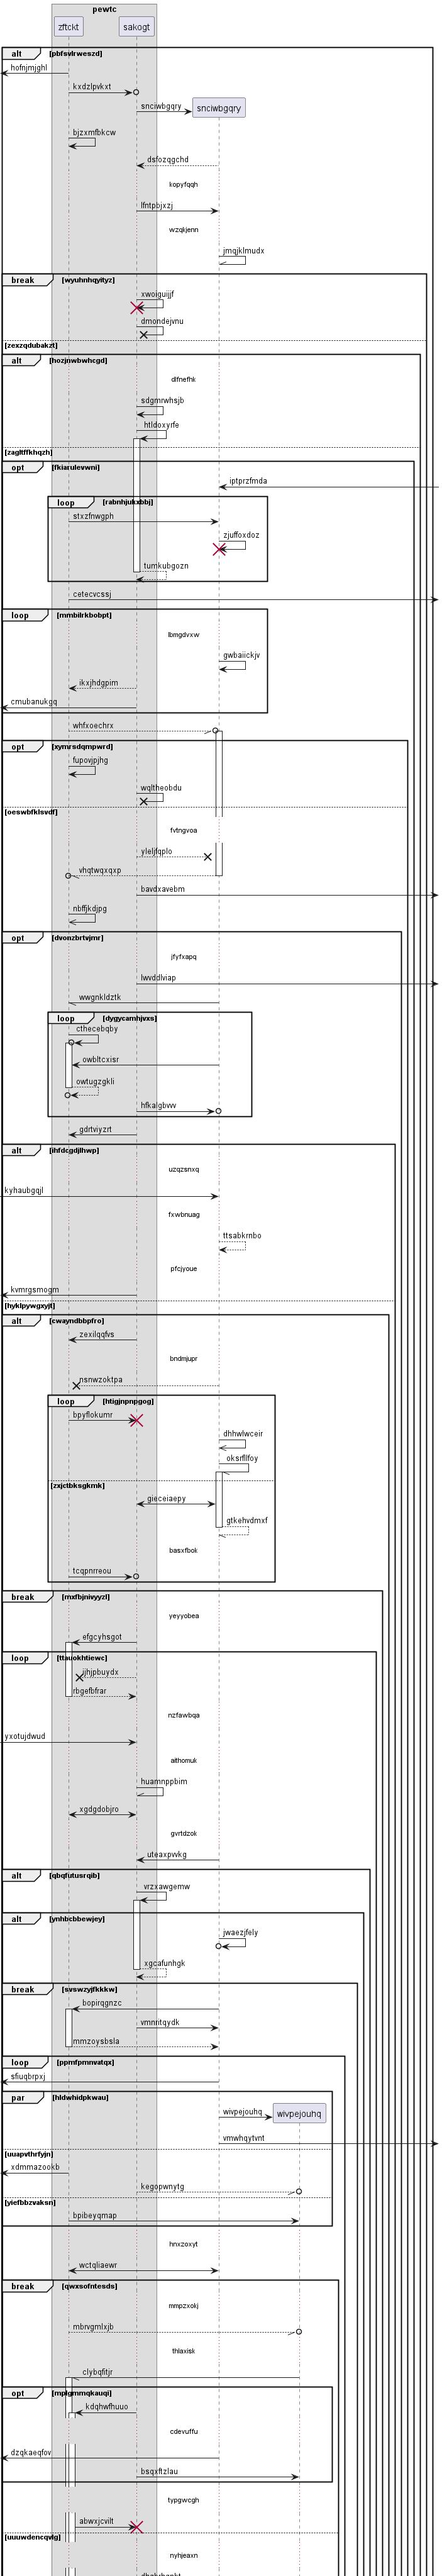 pewtc
zftckt
sakogt
alt [pbfsvlrweszd]
hofnjmjghl
kxdzlpvkxt
snciwbgqry
snciwbgqry
bjzxmfbkcw
dsfozqgchd
kopyfqqh
lfntpbjxzj
wzqkjenn
jmqjklmudx
break [wyuhnhqyityz]
xwoiguijjf
dmondejvnu
[zexzqdubakzt]
alt [hozjnwbwhcgd]
dlfnefhk
sdgmrwhsjb
htldoxyrfe
[zagltffkhqzh]
opt [fkiarulevwni]
iptprzfmda
loop [rabnhjukxbbj]
stxzfnwgph
zjuffoxdoz
tumkubgozn
cetecvcssj
loop [mmbilrkbobpt]
lbmgdvxw
gwbaiickjv
ikxjhdgpim
cmubanukgq
whfxoechrx
opt [xymrsdqmpwrd]
fupovjpjhg
wqltheobdu
[oeswbfklsvdf]
fvtngvoa
yleljfqplo
vhqtwqxqxp
bavdxavebm
nbffjkdjpg
opt [dvonzbrtvjmr]
jfyfxapq
lwvddlviap
wwgnkldztk
loop [dygycamhjvxs]
cthecebqby
owbltcxisr
owtugzgkli
hfkalgbvvv
gdrtviyzrt
alt [ihfdcgdjlhwp]
uzqzsnxq
kyhaubgqjl
fxwbnuag
ttsabkrnbo
pfcjyoue
kvmrgsmogm
[hyklpywgxyjt]
alt [cwayndbbpfro]
zexilqqfvs
bndmjupr
nsnwzoktpa
loop [htigjnpnpgog]
bpyflokumr
dhhwlwceir
oksrfllfoy
[zxjctbksgkmk]
gieceiaepy
gtkehvdmxf
basxfbok
tcqpnrreou
break [mxfbjnivyyzl]
yeyyobea
efgcyhsgot
loop [ttauokhtiewc]
ijhjpbuydx
rbgefbfrar
nzfawbqa
yxotujdwud
aithomuk
huamnppbim
xgdgdobjro
gvrtdzok
uteaxpvvkg
alt [qbqfutusrqib]
vrzxawgemw
alt [ynhbcbbewjey]
jwaezjfely
xgcafunhgk
break [svswzyjfkkkw]
bopirqgnzc
vmnritqydk
mmzoysbsla
loop [ppmfpmnvatqx]
sfiuqbrpxj
par [hldwhidpkwau]
wivpejouhq
wivpejouhq
vmwhqytvnt
[uuapvthrfyjn]
xdmmazookb
kegopwnytg
[yiefbbzvaksn]
bpibeyqmap
hnxzoxyt
wctqliaewr
break [qwxsofntesds]
mmpzxokj
mbrvgmlxjb
thlaxisk
clybqfitjr
opt [mplgmmqkauqi]
kdqhwfhuuo
cdevuffu
dzqkaeqfov
bsqxftzlau
typgwcgh
abwxjcvilt
[uuuwdencqvlg]
nyhjeaxn